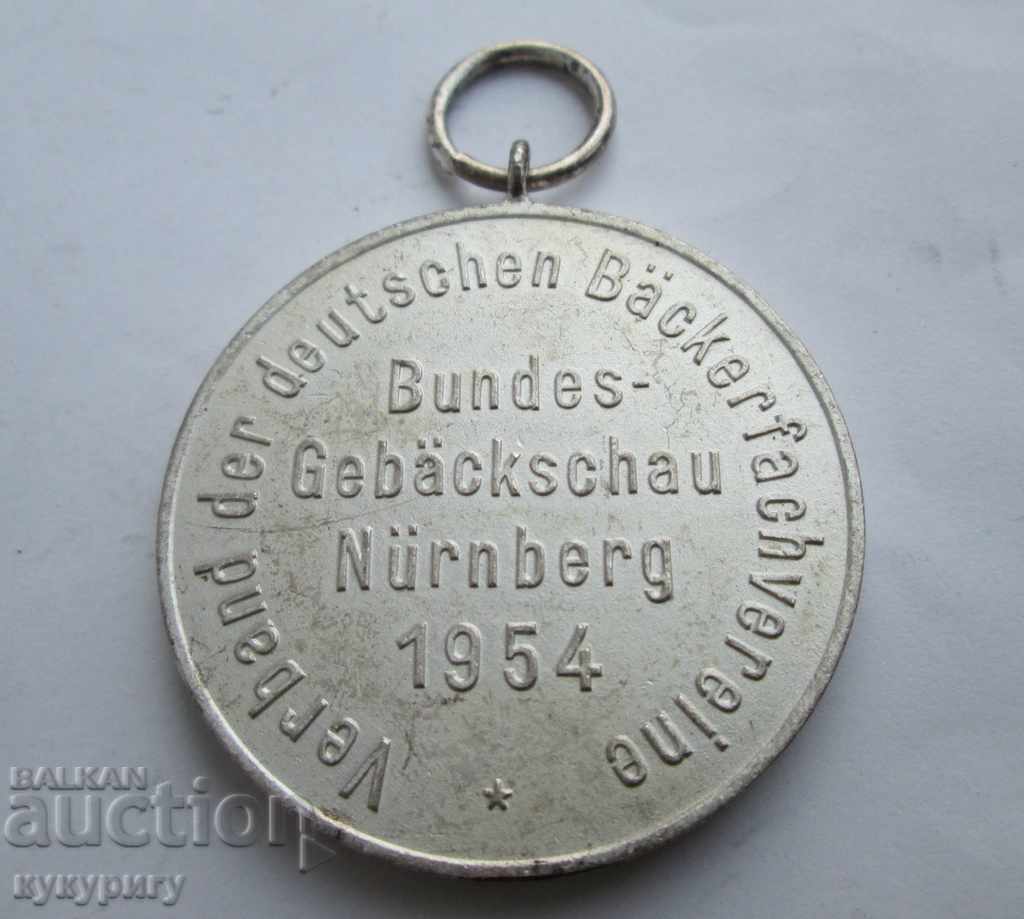 Verband der deutschen Bäckerfachvereine
Bundes-
Gebäckschau
Nürnberg
1954
BALKAN
auction
кукуригу